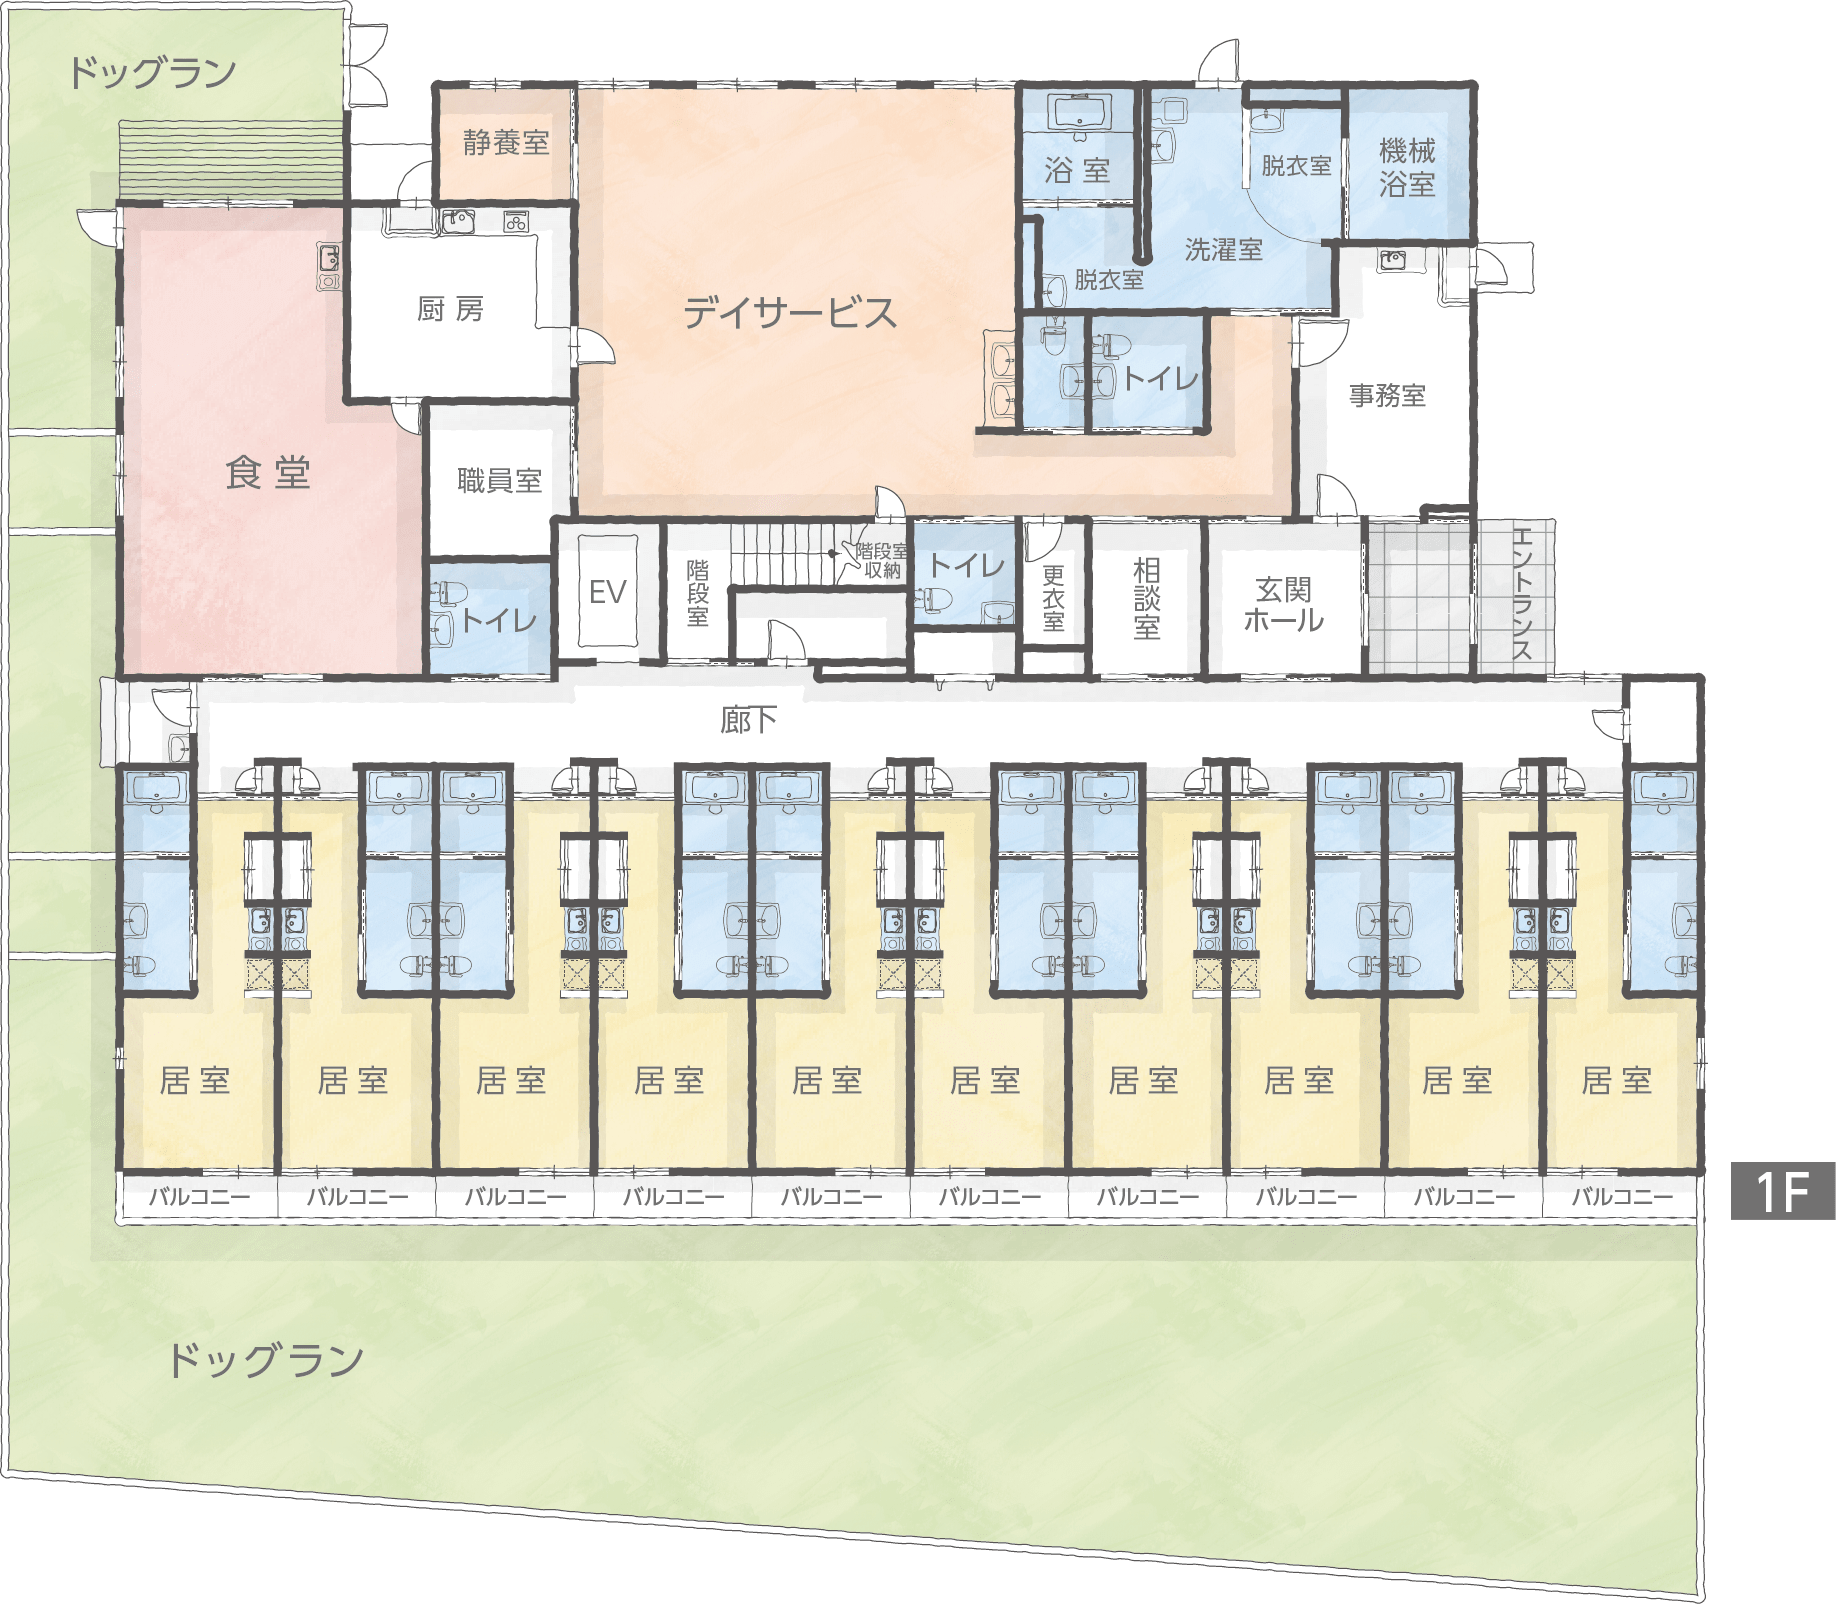 ドッグラン
静養室
浴室
脱衣室
機械
浴室
洗濯室
脱衣室
厨房
デイサービス
トイレ
事務室
食堂
職員室
階段室
収納
トイレ
エントランス
EV
階段室
更衣室
相談室
玄関
ホール
トイレ
廊下
居室
居室
居室
居室
居室
居室
居室
居室
居室
居室
バルコニー
バルコニー
バルコニー
バルコニー
バルコニー
バルコニー
バルコニー
バルコニー
バルコニー
バルコニー
1F
ドッグラン